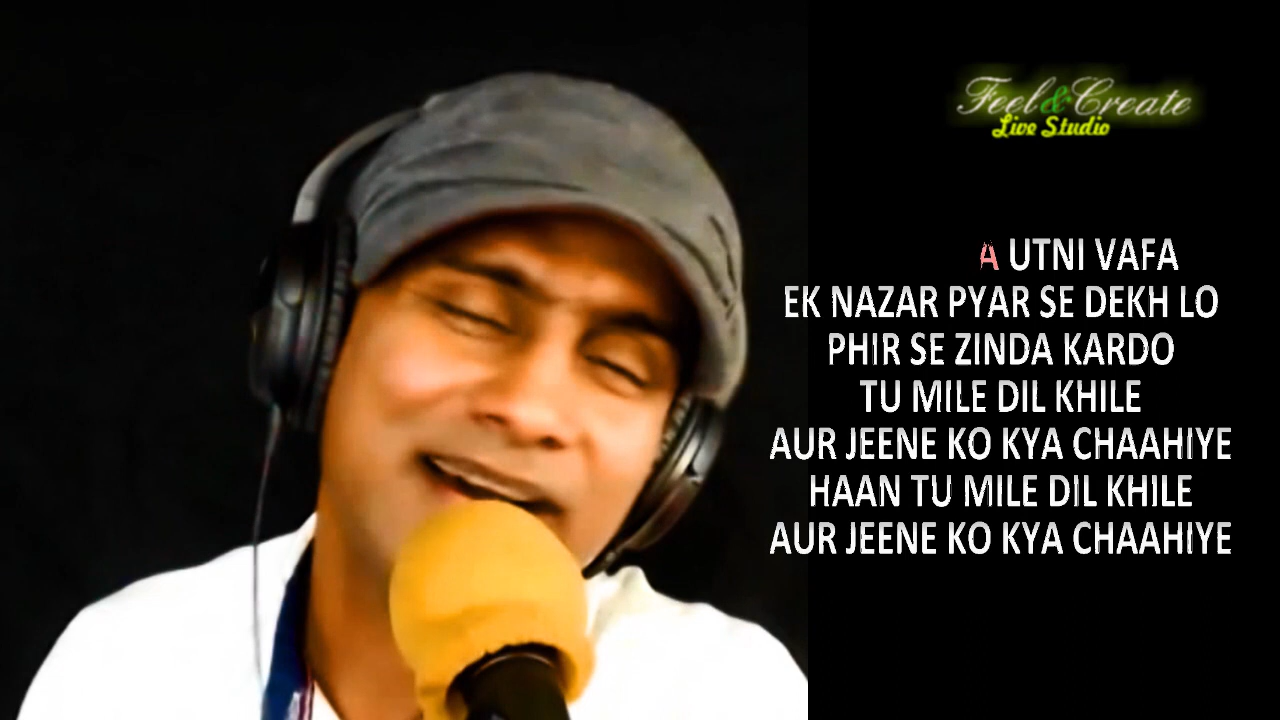 Feel&Create
Live Studio
A UTNI VAFA
EK NAZAR PYAR SE DEKH LO
PHIR SE ZINDA KARDO
TU MILE DIL KHILE
AUR JEENE KO KYA CHAAHIYE
HAAN TU MILE DIL KHILE
AUR JEENE KO KYA CHAAHIYE